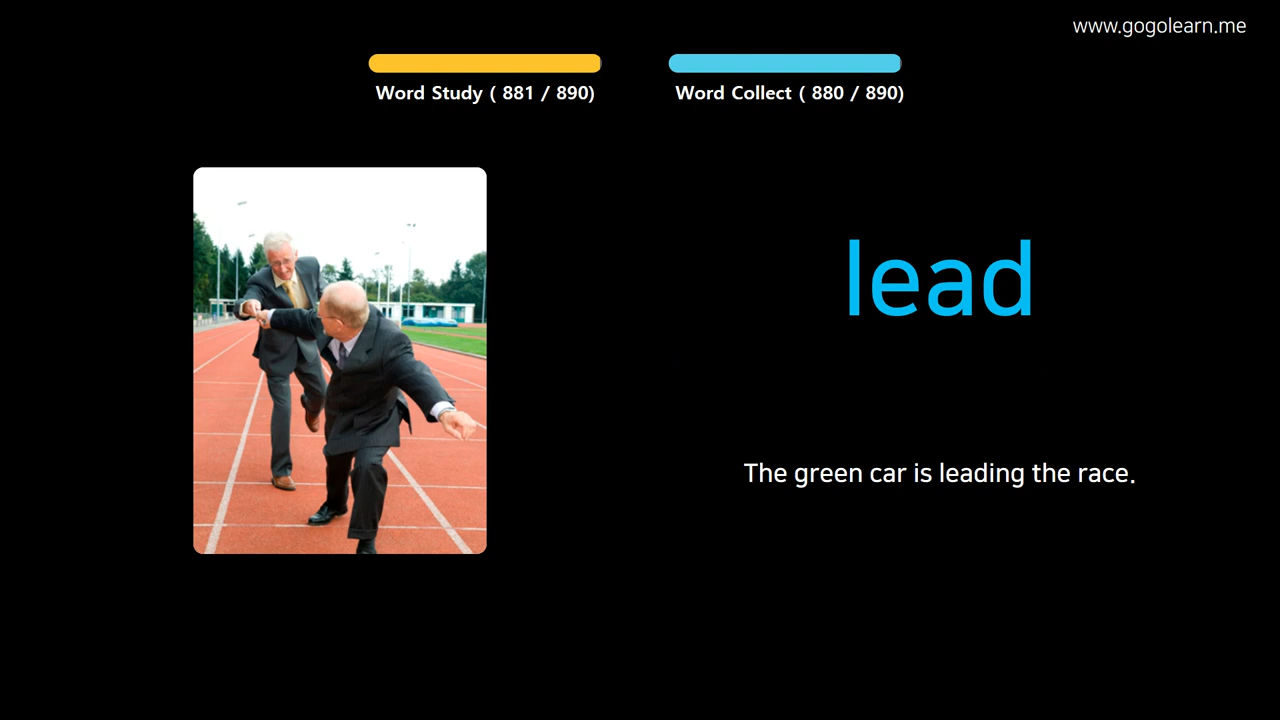 www.gogolearn.me
Word Study ( 881 / 890)
Word Collect ( 880 / 890)
lead
The green car is leading the race.